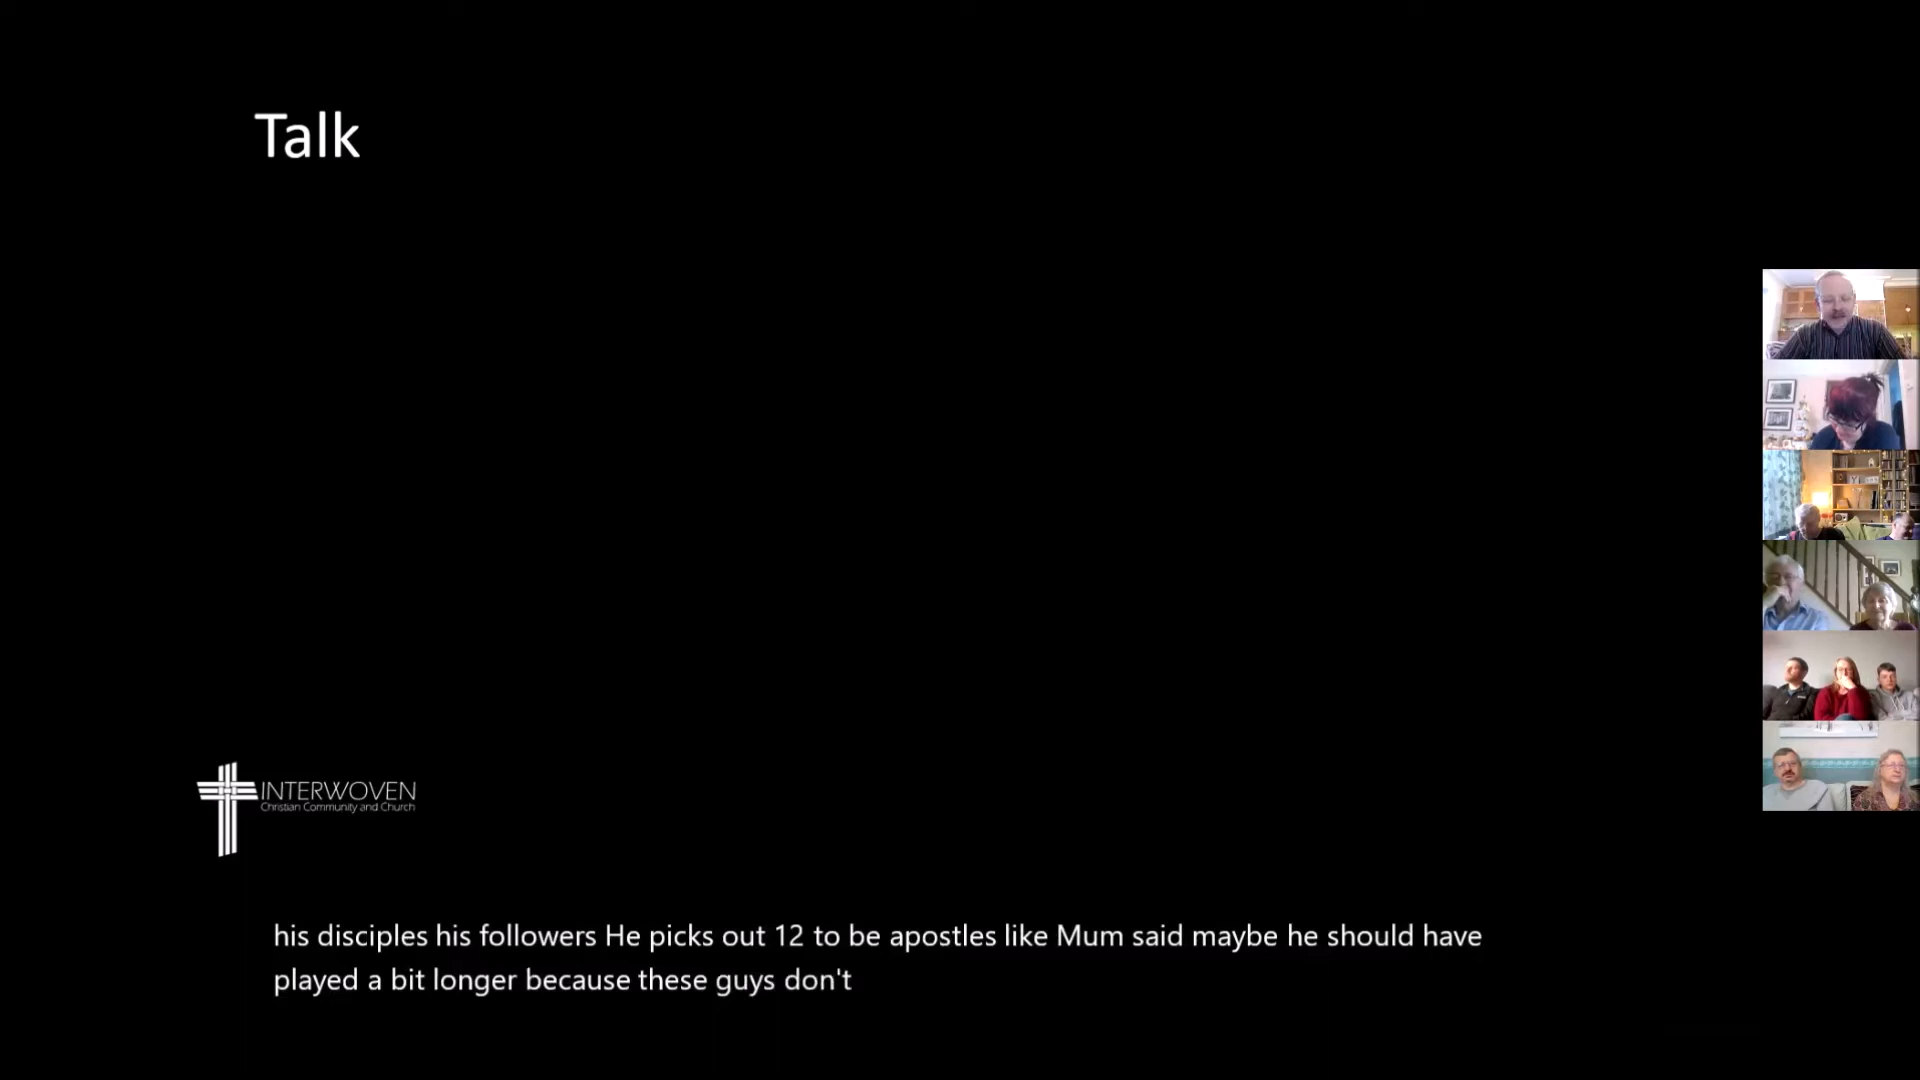 Talk
INTERWOVEN
Christian Community and Church
his disciples his followers He picks out 12 to be apostles like Mum said maybe he should have
played a bit longer because these guys don't